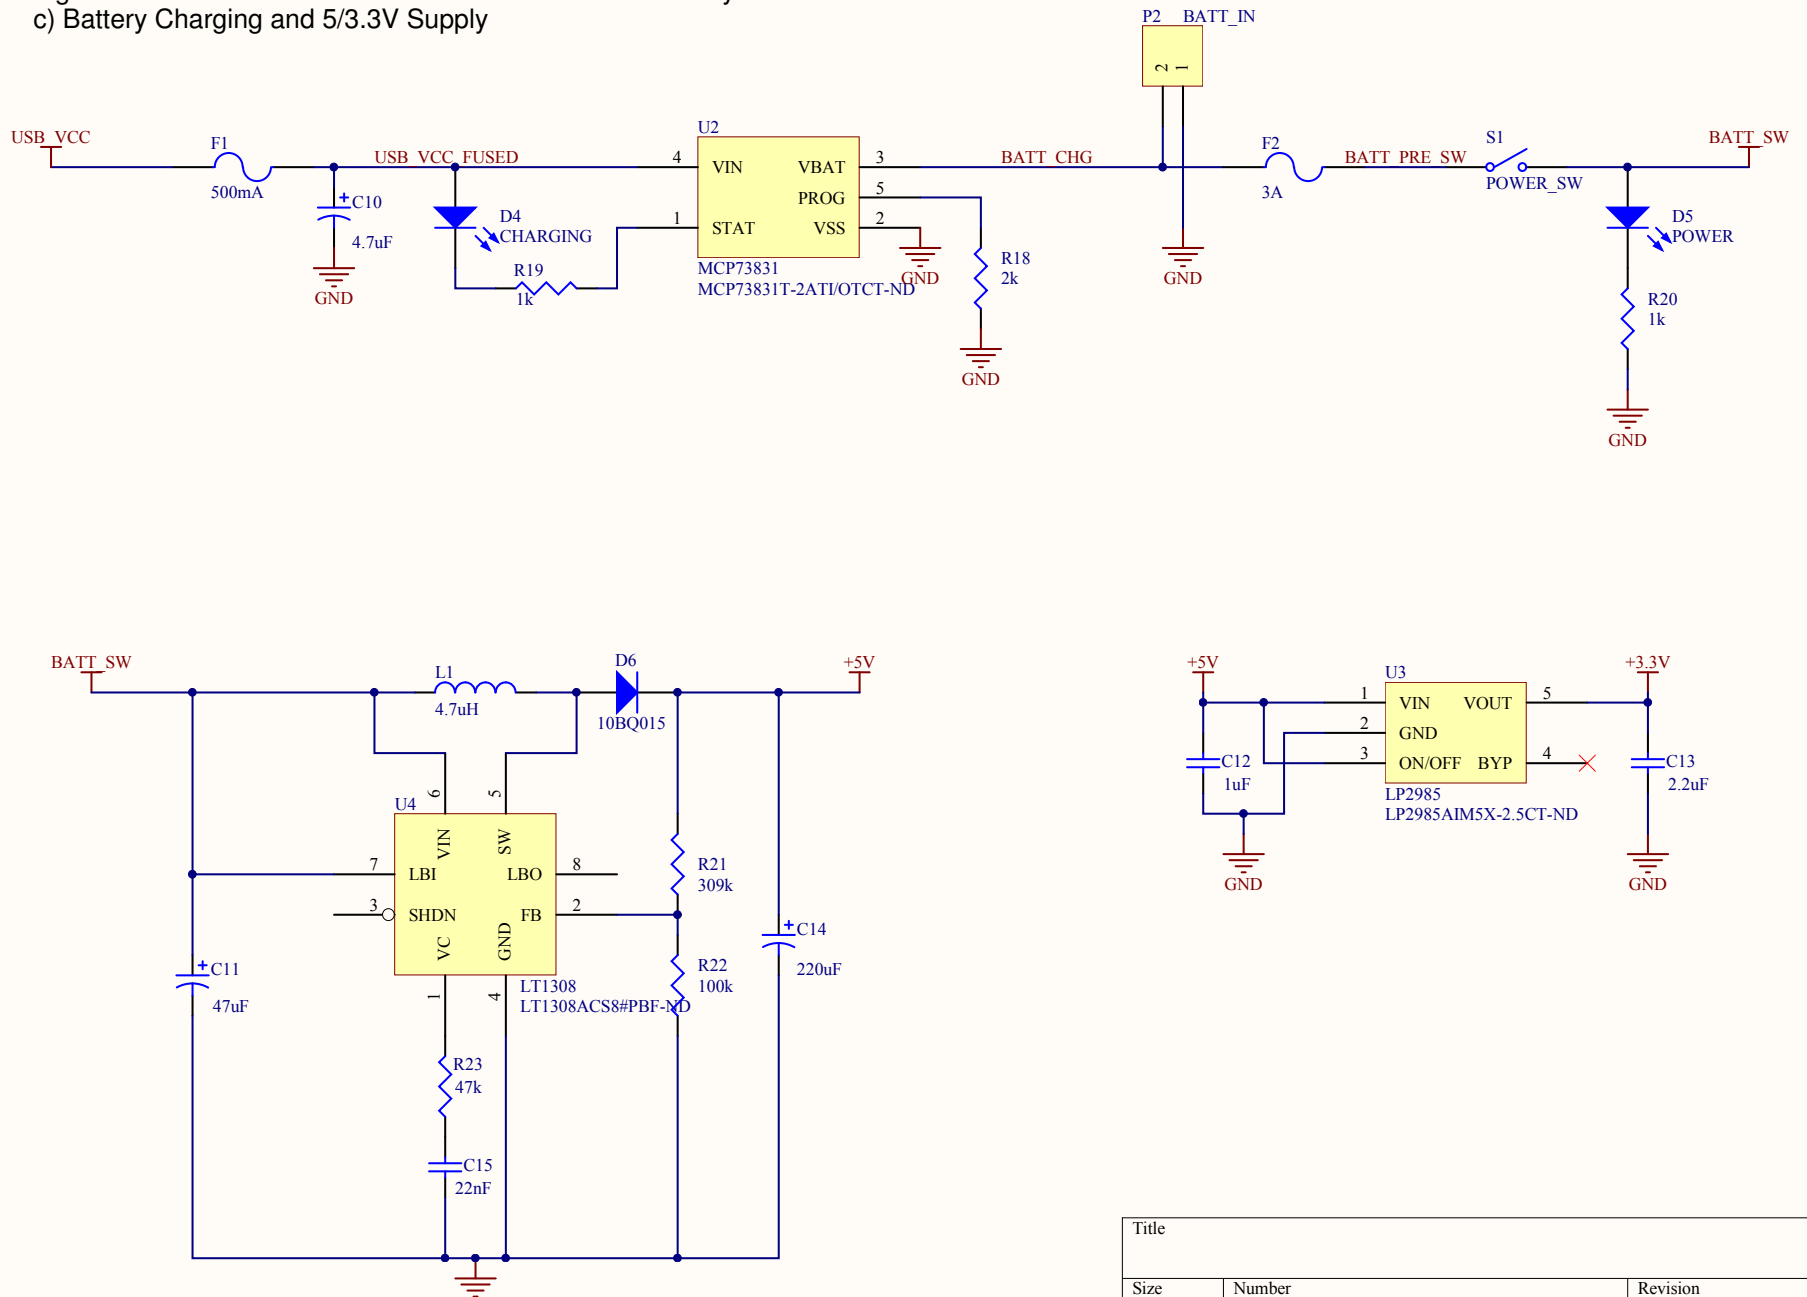 c) Battery Charging and 5/3.3V Supply
P2 BATT_IN
2 1
USB_VCC
F1
500mA
USB_VCC_FUSED
C10
4.7uF
GND
D4
CHARGING
R19
1k
U2
4 VIN VBAT 3
PROG 5
1 STAT VSS 2
MCP73831
MCP73831T-2ATI/OTCT-ND
GND
R18
2k
GND
BATT_CHG
GND
F2
3A
BATT_PRE_SW
S1
POWER_SW
BATT_SW
D5
POWER
R20
1k
GND
BATT_SW
L1
4.7uH
D6
10BQ015
+5V
U4
6 5
VIN SW
7 LBI LBO 8
3 SHDN FB 2
VC GND
1 4
LT1308
LT1308ACS8#PBF-ND
R21
309k
R22
100k
C14
220uF
C11
47uF
R23
47k
C15
22nF
+5V
C12
1uF
GND
U3
1 VIN VOUT 5
2 GND
3 ON/OFF BYP 4
LP2985
LP2985AIM5X-2.5CT-ND
+3.3V
C13
2.2uF
GND
Title
Size Number Revision